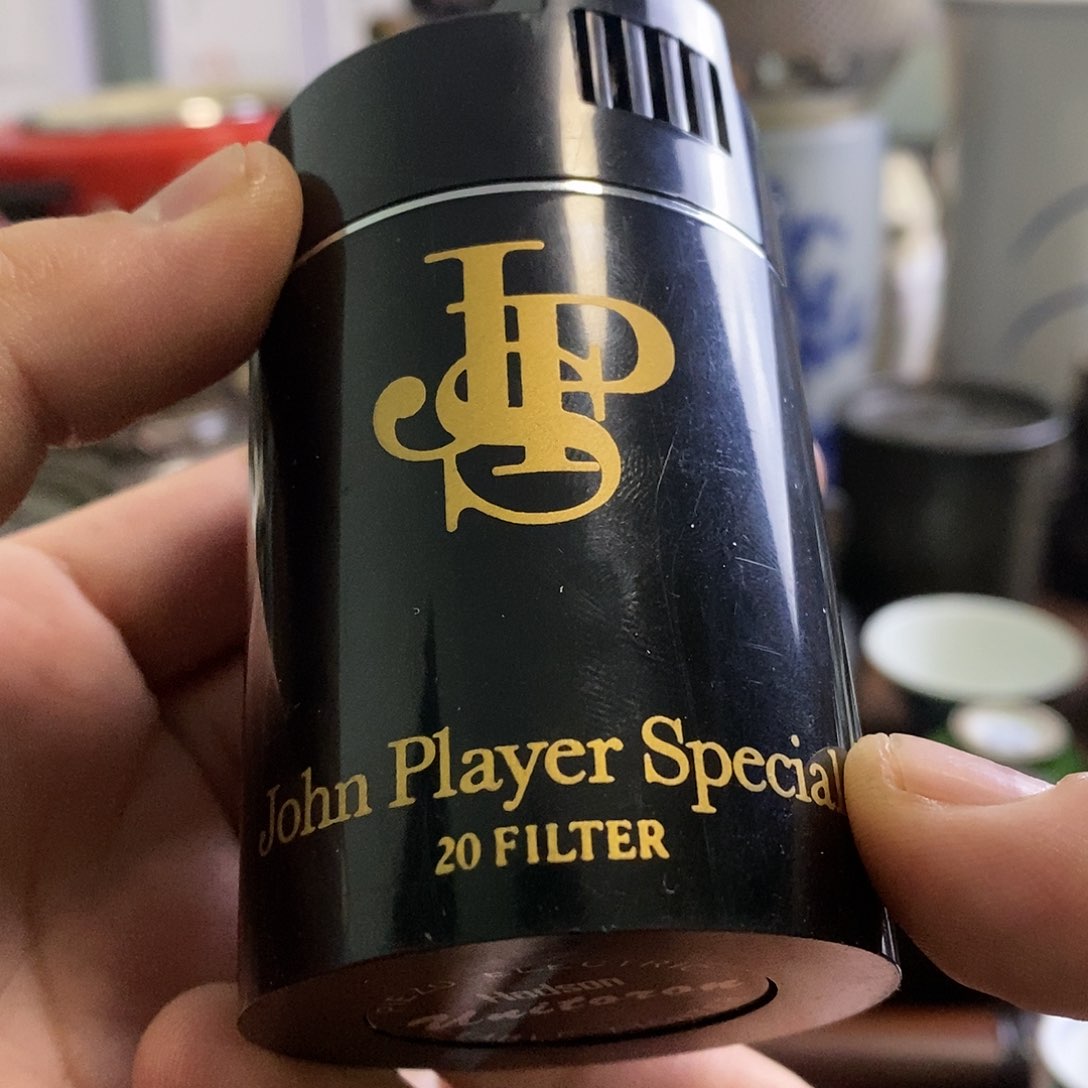 JPS
John Player Special
20 FILTER